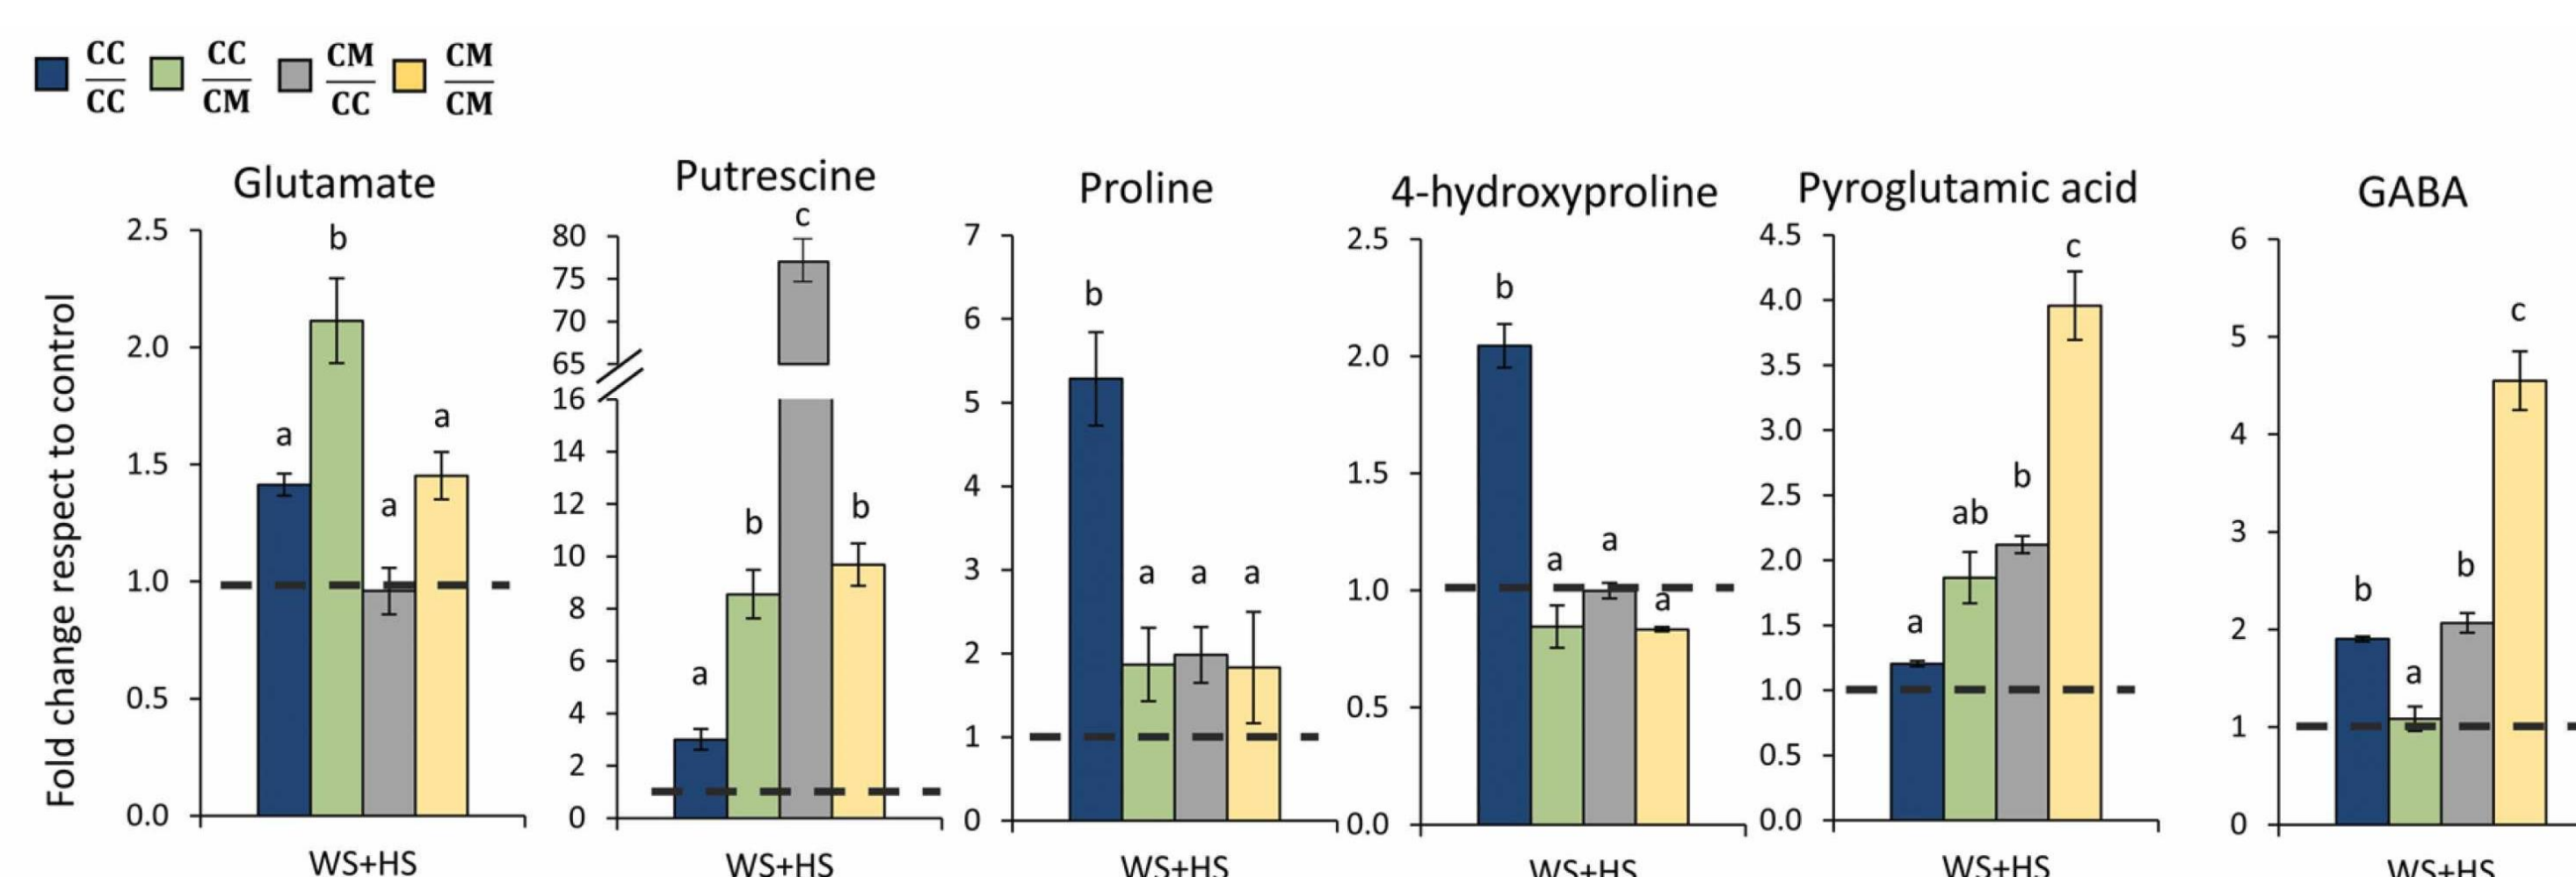 CC CC CM CM
CC CM CC CM
Glutamate Putrescine Proline 4-hydroxyproline Pyroglutamic acid GABA
Fold change respect to control
2.5
2.0
1.5
1.0
0.5
0.0
a
b
a
a
WS+HS
80
75
70
65
16
14
12
10
8
6
4
2
0
a
b
c
b
WS+HS
7
6
5
4
3
2
1
0
b
a
a
a
WS+HS
2.5
2.0
1.5
1.0
0.5
0.0
b
a
a
a
WS+HS
4.5
4.0
3.5
3.0
2.5
2.0
1.5
1.0
0.5
0.0
a
ab
b
c
WS+HS
6
5
4
3
2
1
0
b
a
b
c
WS+HS